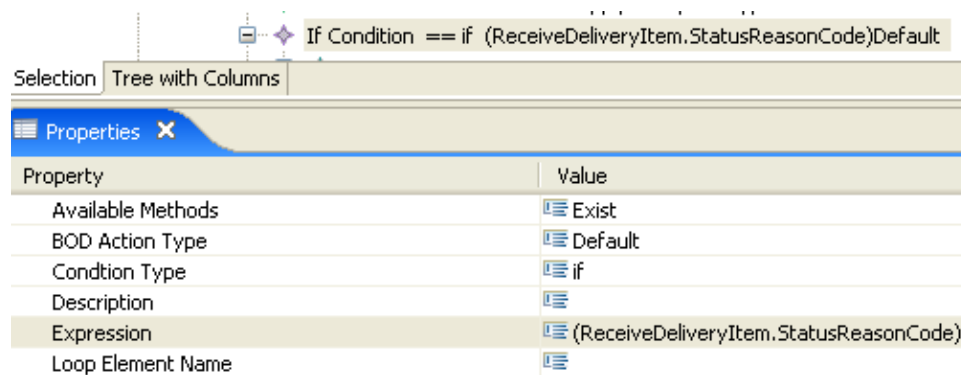 If Condition == if (ReceiveDeliveryItem.StatusReasonCode)Default
Selection Tree with Columns
Properties
Property Value
Available Methods Exist
BOD Action Type Default
Condtion Type if
Description
Expression (ReceiveDeliveryItem.StatusReasonCode)
Loop Element Name